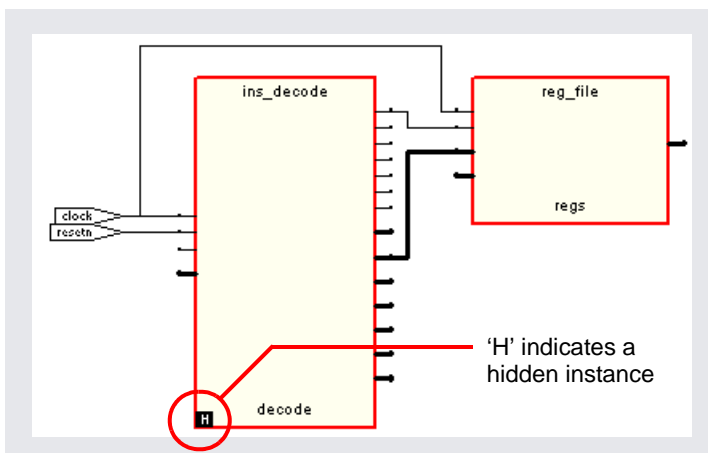 ins_decode
reg_file
clock
resetn
regs
‘H’ indicates a
hidden instance
H
decode